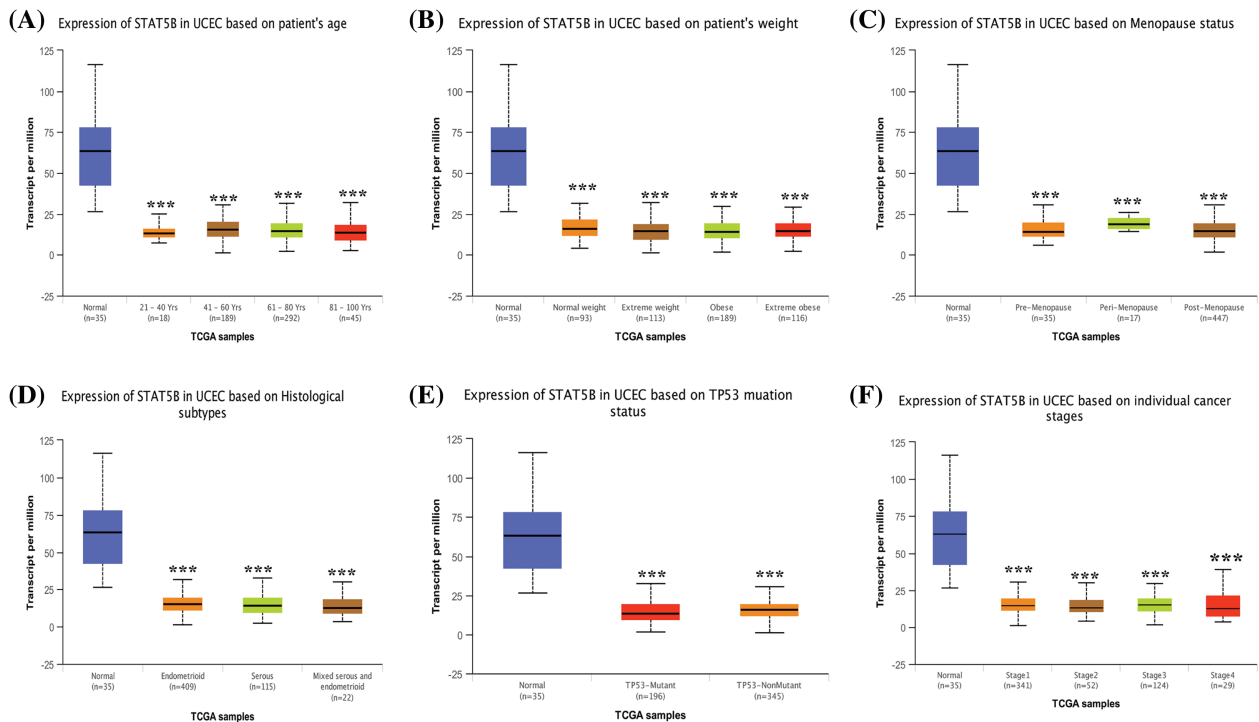 (A) Expression of STAT5B in UCEC based on patient's age
Transcript per million
125
100
75
50
25
0
-25
***
***
***
***
Normal
(n=35)
21 – 40 Yrs
(n=18)
41 – 60 Yrs
(n=189)
61 – 80 Yrs
(n=292)
81 – 100 Yrs
(n=45)
TCGA samples
(B) Expression of STAT5B in UCEC based on patient's weight
Transcript per million
125
100
75
50
25
0
-25
***
***
***
***
Normal
(n=35)
Normal weight
(n=93)
Extreme weight
(n=113)
Obese
(n=189)
Extreme obese
(n=116)
TCGA samples
(C) Expression of STAT5B in UCEC based on Menopause status
Transcript per million
125
100
75
50
25
0
-25
***
***
***
Normal
(n=35)
Pre-Menopause
(n=35)
Peri-Menopause
(n=17)
Post-Menopause
(n=447)
TCGA samples
(D) Expression of STAT5B in UCEC based on Histological
subtypes
Transcript per million
125
100
75
50
25
0
-25
***
***
***
Normal
(n=35)
Endometrioid
(n=409)
Serous
(n=115)
Mixed serous and
endometrioid
(n=22)
TCGA samples
(E) Expression of STAT5B in UCEC based on TP53 muation
status
Transcript per million
125
100
75
50
25
0
-25
***
***
Normal
(n=35)
TP53-Mutant
(n=196)
TP53-NonMutant
(n=345)
TCGA samples
(F) Expression of STAT5B in UCEC based on individual cancer
stages
Transcript per million
125
100
75
50
25
0
-25
***
***
***
***
Normal
(n=35)
Stage1
(n=341)
Stage2
(n=52)
Stage3
(n=124)
Stage4
(n=29)
TCGA samples